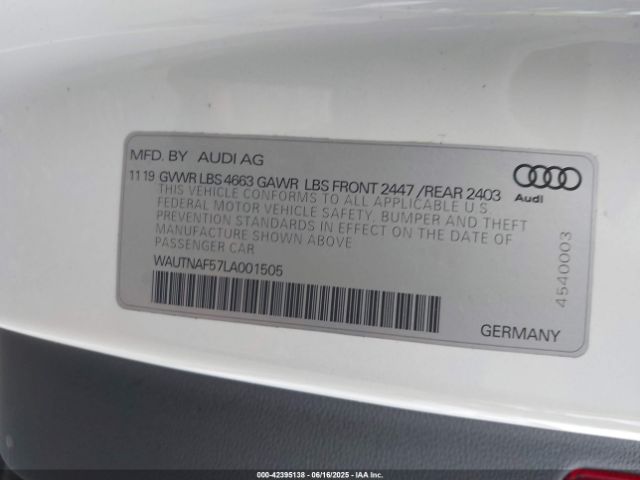 MFD. BY AUDI AG
11 19 GVWR LBS 4663 GAWR LBS FRONT 2447 /REAR 2403
THIS VEHICLE CONFORMS TO ALL APPLICABLE U.S.
FEDERAL MOTOR VEHICLE SAFETY, BUMPER AND THEFT
PREVENTION STANDARDS IN EFFECT ON THE DATE OF
MANUFACTURE SHOWN ABOVE
PASSENGER CAR
WAUTNAF57LA001505
Audi
4540003
GERMANY
000-42395138 - 06/16/2025 - IAAI.com